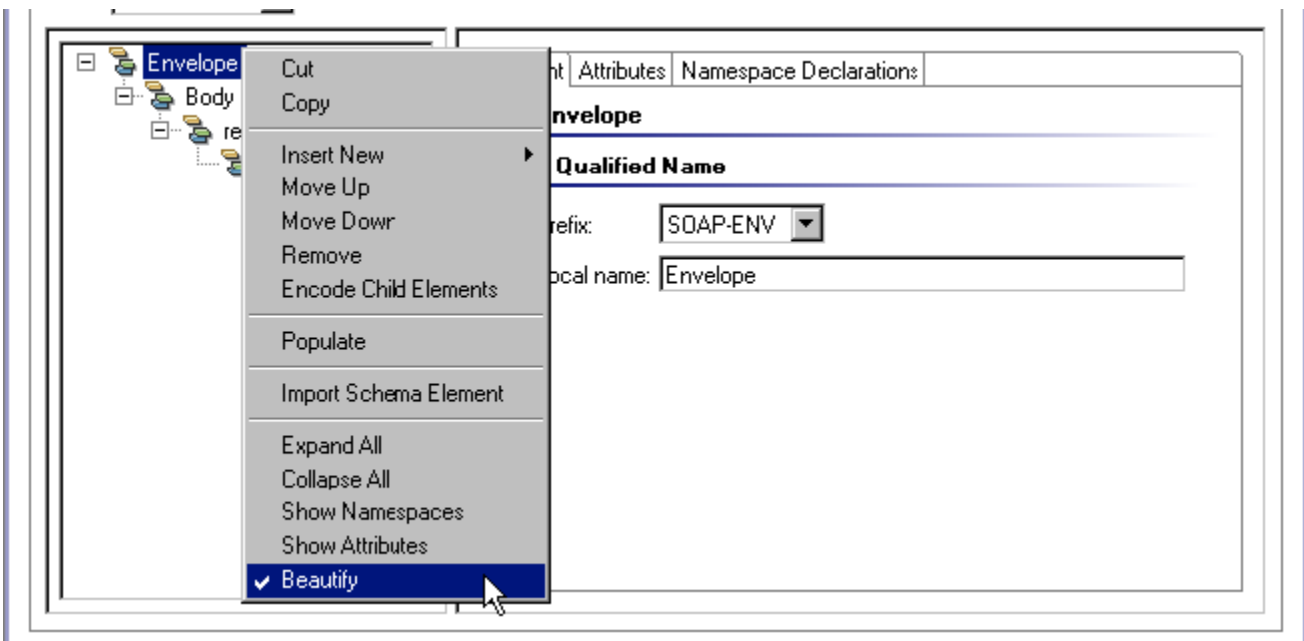 Envelope
Body
re
Cut
Copy
Insert New
Move Up
Move Down
Remove
Encode Child Elements
Populate
Import Schema Element
Expand All
Collapse All
Show Namespaces
Show Attributes
Beautify
nt Attributes Namespace Declarations
nvelope
Qualified Name
refix: SOAP-ENV
ocal name: Envelope